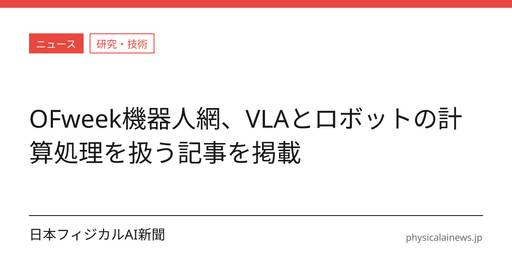 ニュース
研究・技術
OFweek機器人網、VLAとロボットの計
算処理を扱う記事を掲載
日本フィジカルAI新聞
physicalainews.jp